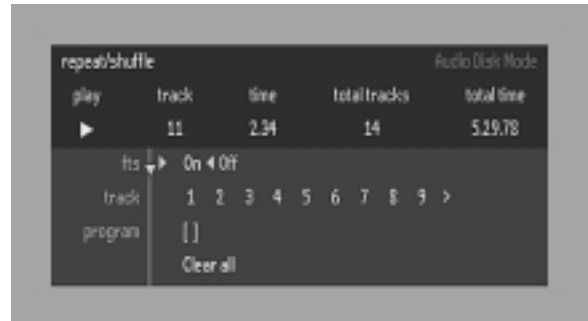 repeat/shuffle Audio Disk Mode
play track time total tracks total time
11 2.34 14 5.29.78
fts On Off
track 1 2 3 4 5 6 7 8 9 >
program [ ]
Clear all